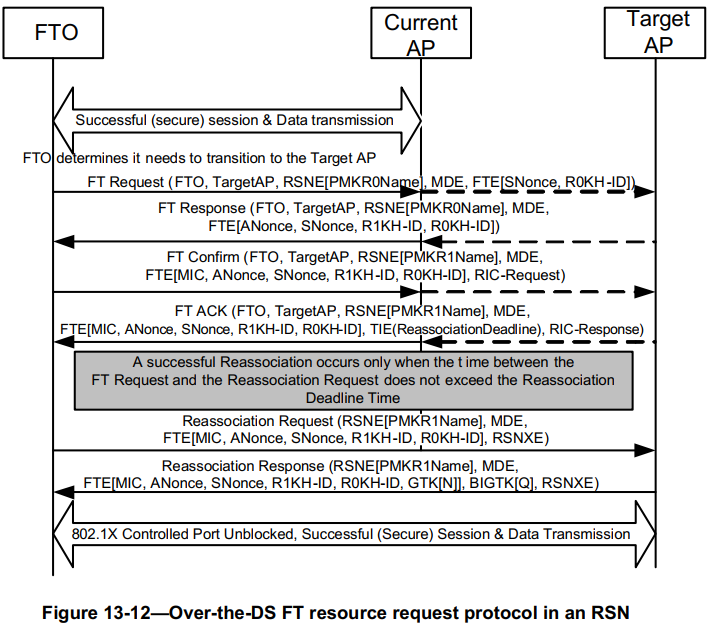 FTO
Current
AP
Target
AP
Successful (secure) session & Data transmission
FTO determines it needs to transition to the Target AP
FT Request (FTO, TargetAP, RSNE[PMKR0Name], MDE, FTE[SNonce, R0KH-ID])
FT Response (FTO, TargetAP, RSNE[PMKR0Name], MDE,
FTE[ANonce, SNonce, R1KH-ID, R0KH-ID])
FT Confirm (FTO, TargetAP, RSNE[PMKR1Name], MDE,
FTE[MIC, ANonce, SNonce, R1KH-ID, R0KH-ID], RIC-Request)
FT ACK (FTO, TargetAP, RSNE[PMKR1Name], MDE,
FTE[MIC, ANonce, SNonce, R1KH-ID, R0KH-ID], TIE(ReassociationDeadline), RIC-Response)
A successful Reassociation occurs only when the t ime between the
FT Request and the Reassociation Request does not exceed the Reassociation
Deadline Time
Reassociation Request (RSNE[PMKR1Name], MDE,
FTE[MIC, ANonce, SNonce, R1KH-ID, R0KH-ID], RSNXE)
Reassociation Response (RSNE[PMKR1Name], MDE,
FTE[MIC, ANonce, SNonce, R1KH-ID, R0KH-ID, GTK[N]], BIGTK[Q], RSNXE)
802.1X Controlled Port Unblocked, Successful (Secure) Session & Data Transmission
Figure 13-12—Over-the-DS FT resource request protocol in an RSN